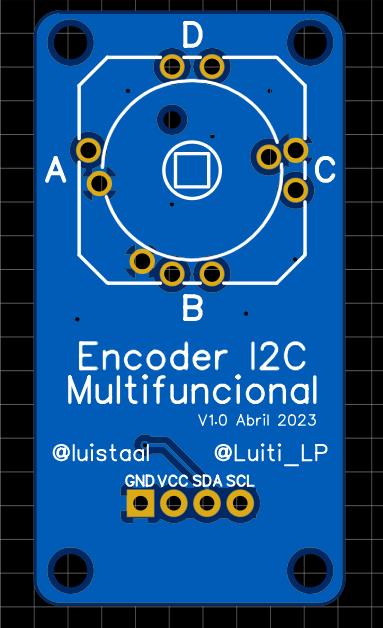 D
A
C
B
Encoder I2C
Multifuncional
V1.0 Abril 2023
@luistaal @Luiti_LP
GND VCC SDA SCL